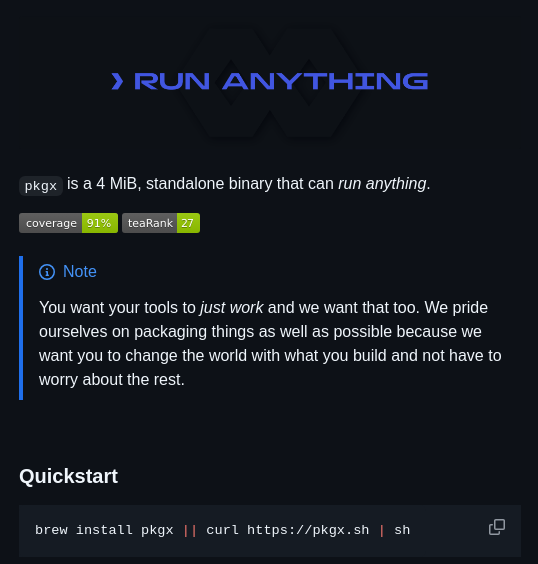 › RUN ANYTHING
pkgx is a 4 MiB, standalone binary that can run anything.
coverage 91% teaRank 27
Note
You want your tools to just work and we want that too. We pride
ourselves on packaging things as well as possible because we
want you to change the world with what you build and not have to
worry about the rest.
Quickstart
brew install pkgx || curl https://pkgx.sh | sh